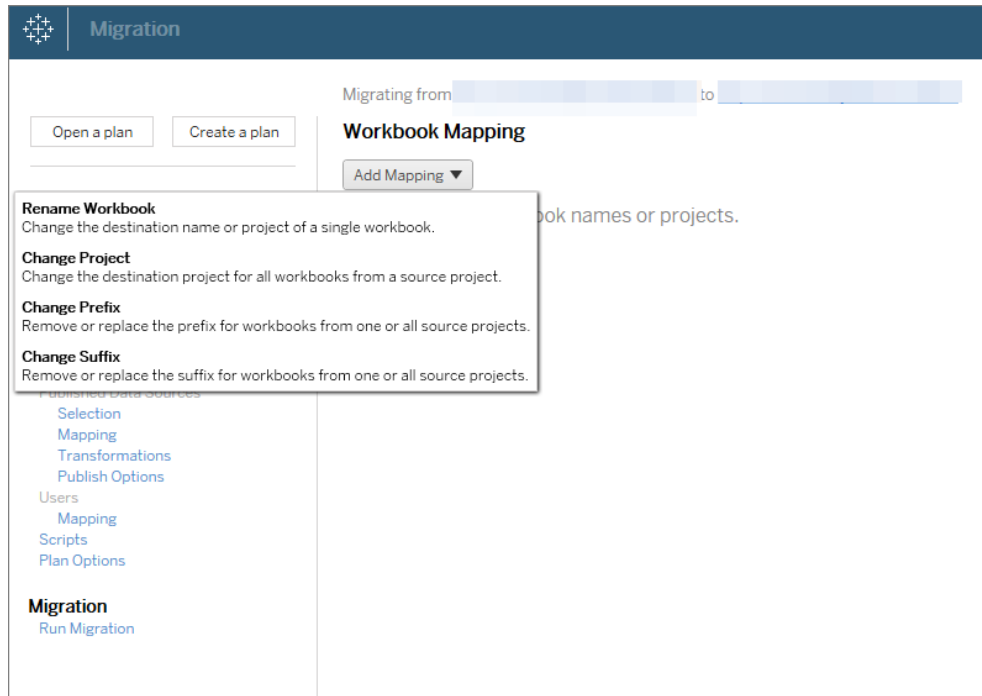 Migration
Migrating from to
Open a plan
Create a plan
Workbook Mapping
Add Mapping ▼
names or projects.
Rename Workbook
Change the destination name or project of a single workbook.
Change Project
Change the destination project for all workbooks from a source project.
Change Prefix
Remove or replace the prefix for workbooks from one or all source projects.
Change Suffix
Remove or replace the suffix for workbooks from one or all source projects.
Published Data Sources
Selection
Mapping
Transformations
Publish Options
Users
Mapping
Scripts
Plan Options
Migration
Run Migration